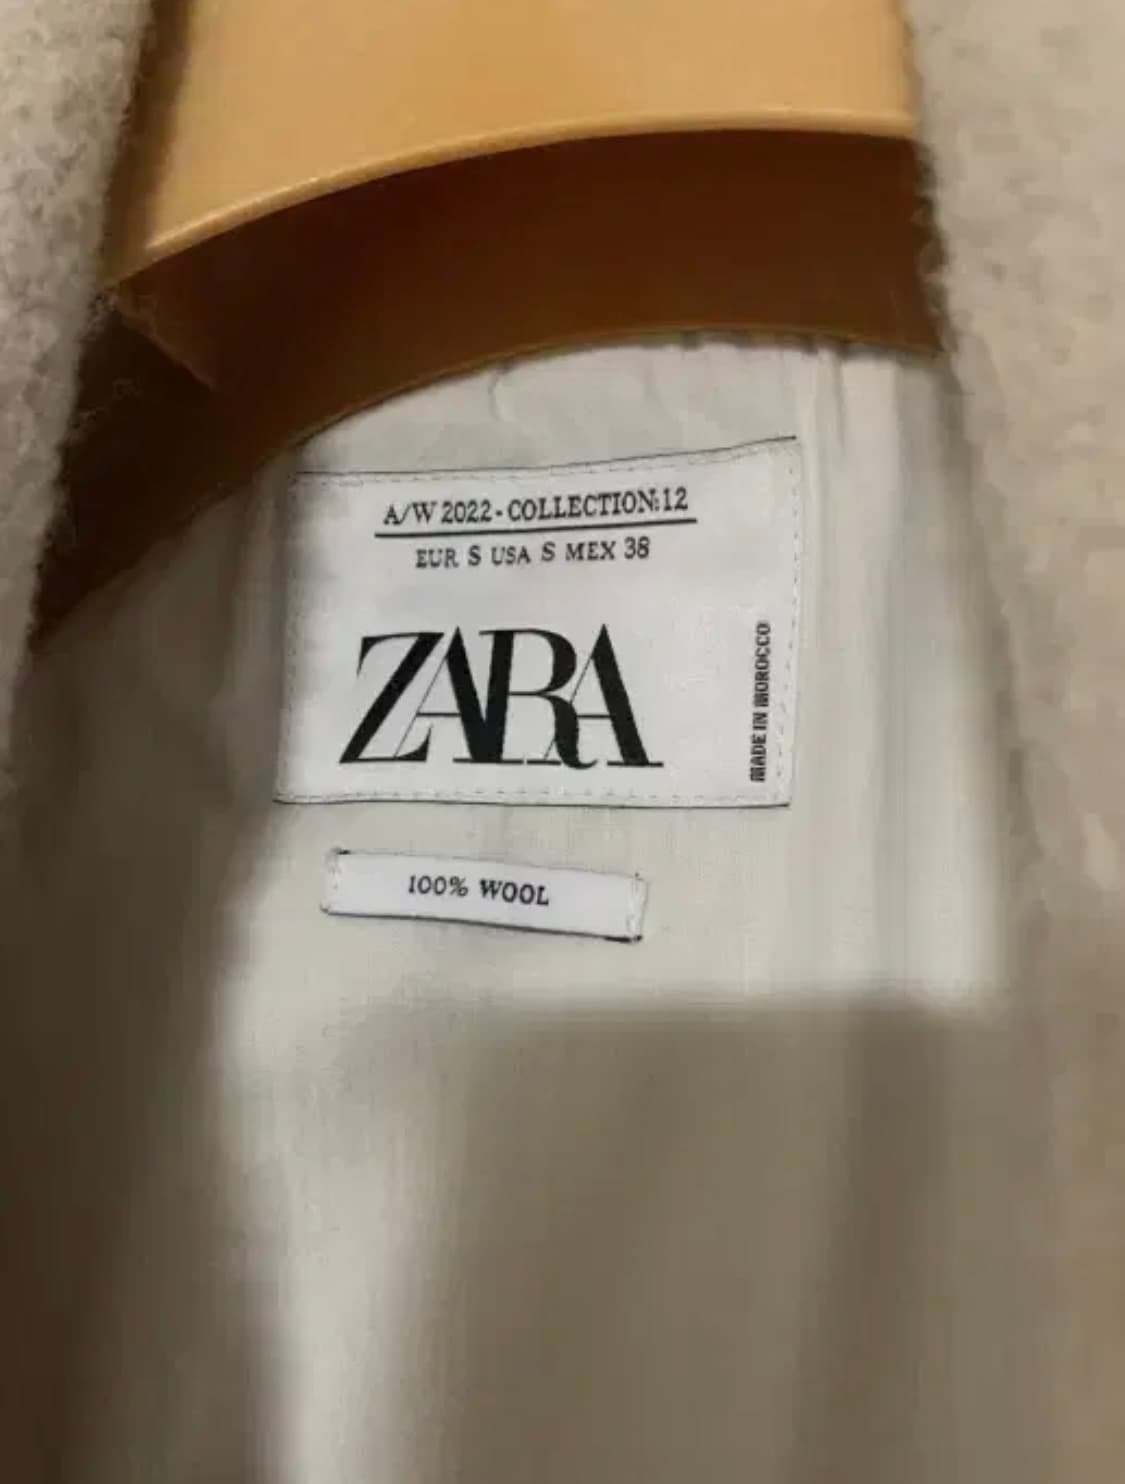 A/W 2022-COLLECTION:12
EUR S USA S MEX 38
ZARA
MADE IN MOROCCO
100% WOOL